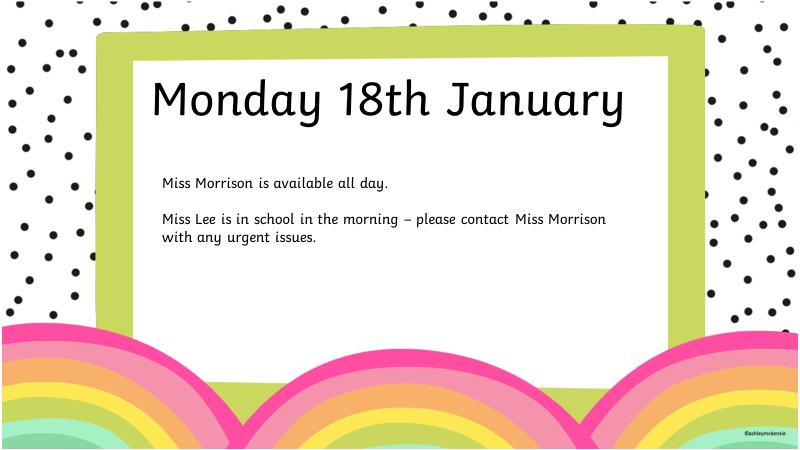 Monday 18th January
Miss Morrison is available all day.
Miss Lee is in school in the morning – please contact Miss Morrison
with any urgent issues.
©ashleymckenzie